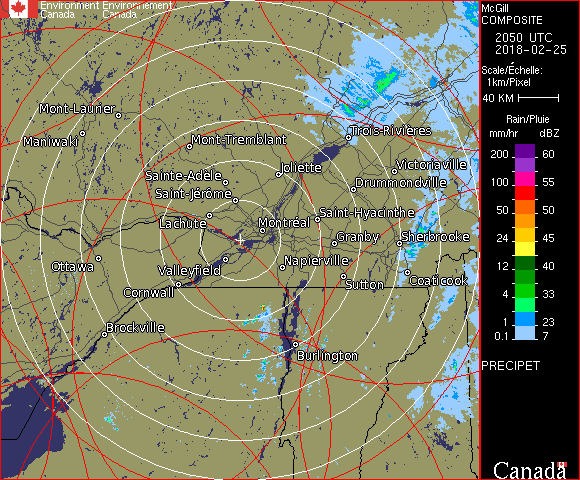 Environment Environnement
Canada Canada
McGill
COMPOSITE
2050 UTC
2018-02-25
Scale/Échelle:
1km/Pixel
40 KM
Rain/Pluie
mm/hr dBZ
200 60
150 57
100 55
50 50
24 45
12 40
4 33
1 23
0.1 7
PRECIPET
Canada
Mont-Laurier
Maniwaki
Mont-Tremblant
Trois-Rivières
Sainte-Adèle
Joliette
Victoriaville
Saint-Jérôme
Drummondville
Lachute
Montréal
Saint-Hyacinthe
Granby
Sherbrooke
Ottawa
Valleyfield
Napierville
Cornwall
Sutton
Coaticook
Brockville
Burlington